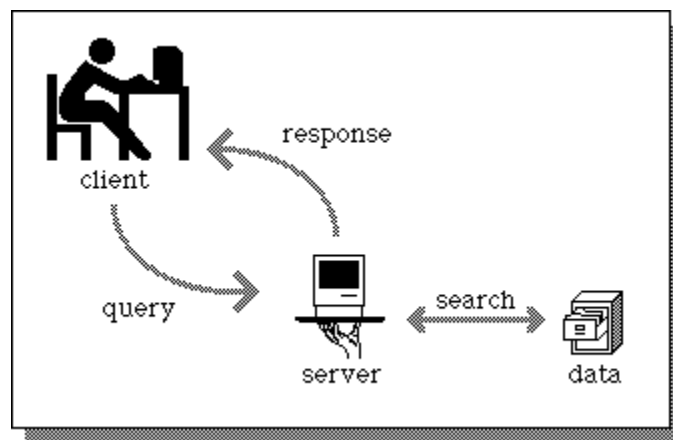 response
client
query
search
server
data